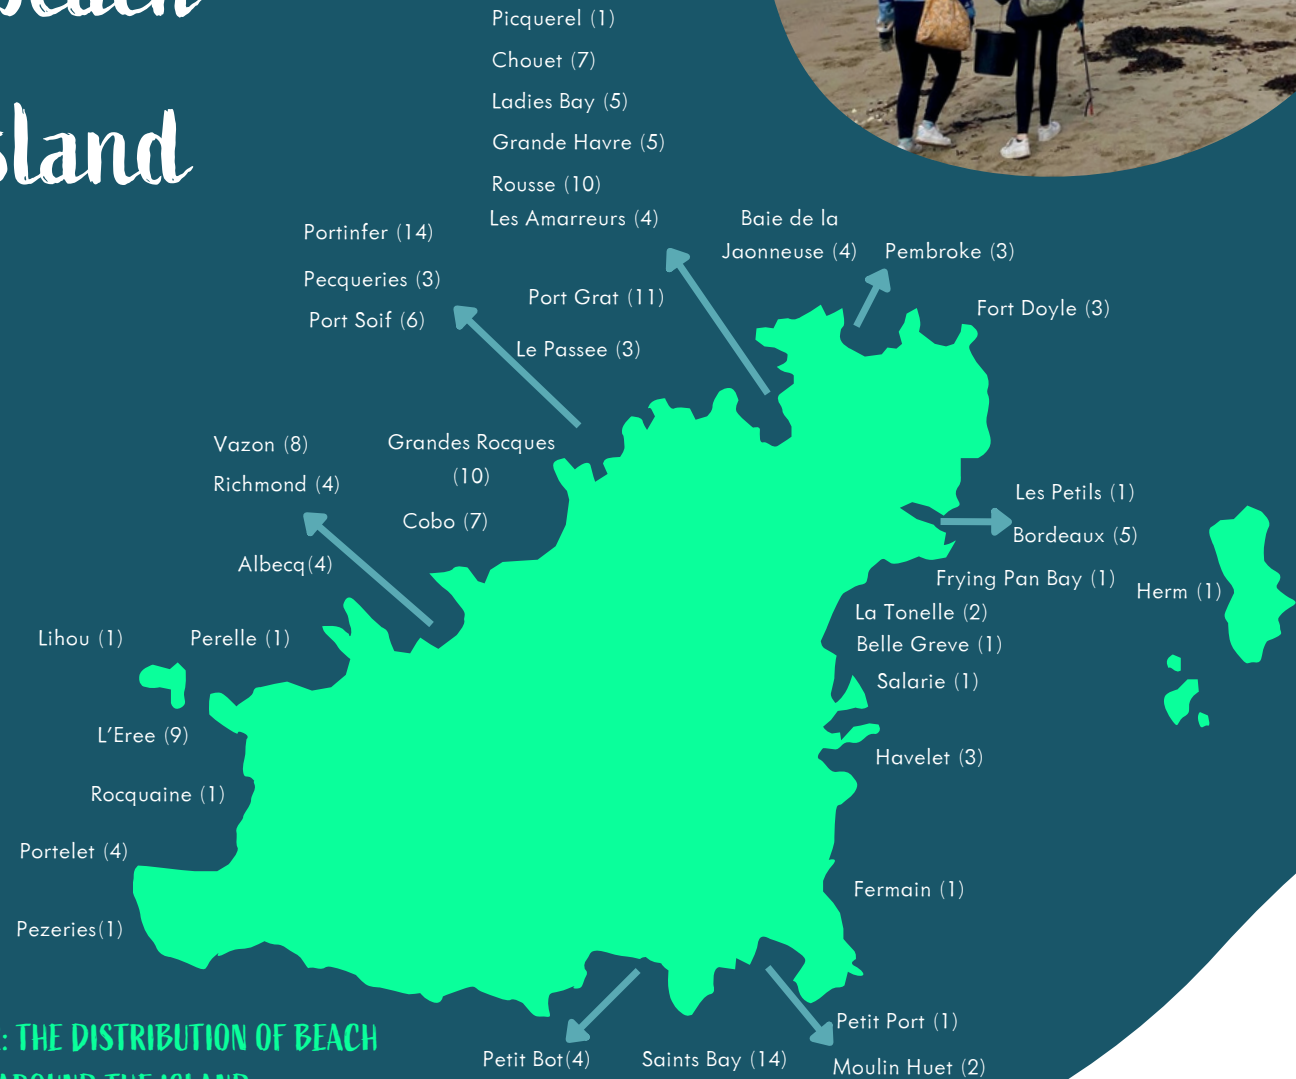 Picquerel (1)
Chouet (7)
Ladies Bay (5)
Grande Havre (5)
Rousse (10)
Les Amarreurs (4)
Baie de la
Jaonneuse (4)
Pembroke (3)
Portinfer (14)
Pecqueries (3)
Port Soif (6)
Port Grat (11)
Le Passee (3)
Fort Doyle (3)
Vazon (8)
Richmond (4)
Grandes Rocques
(10)
Cobo (7)
Albecq(4)
Les Petils (1)
Bordeaux (5)
Frying Pan Bay (1)
Herm (1)
La Tonelle (2)
Belle Greve (1)
Salarie (1)
Lihou (1)
Perelle (1)
L'Eree (9)
Havelet (3)
Rocquaine (1)
Portelet (4)
Fermain (1)
Pezeries(1)
Petit Port (1)
Moulin Huet (2)
Petit Bot(4)
Saints Bay (14)
: THE DISTRIBUTION OF BEACH